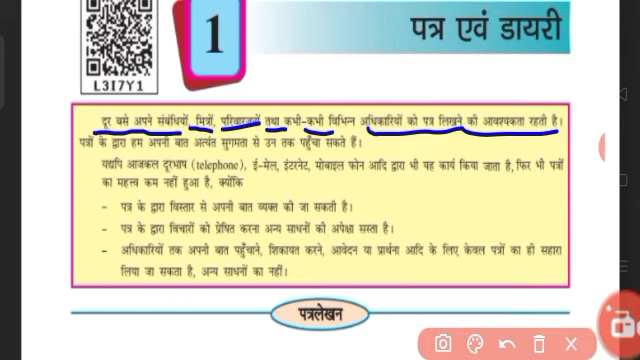 1
पत्र एवं डायरी
L3I7Y1
दूर बसे अपने संबंधियों, मित्रों, परिवारजनों तथा कभी-कभी विभिन्न अधिकारियों को पत्र लिखने की आवश्यकता रहती है।
पत्रों के द्वारा हम अपनी बात अत्यंत सुगमता से उन तक पहुँचा सकते हैं।
यद्यपि आजकल दूरभाष (telephone), ई-मेल, इंटरनेट, मोबाइल फोन आदि द्वारा भी यह कार्य किया जाता है, फिर भी पत्रों
का महत्त्व कम नहीं हुआ है, क्योंकि
- पत्र के द्वारा विस्तार से अपनी बात व्यक्त की जा सकती है।
- पत्र के द्वारा विचारों को प्रेषित करना अन्य साधनों की अपेक्षा सस्ता है।
- अधिकारियों तक अपनी बात पहुँचाने, शिकायत करने, आवेदन या प्रार्थना आदि के लिए केवल पत्रों का ही सहारा
लिया जा सकता है, अन्य साधनों का नहीं।
पत्रलेखन